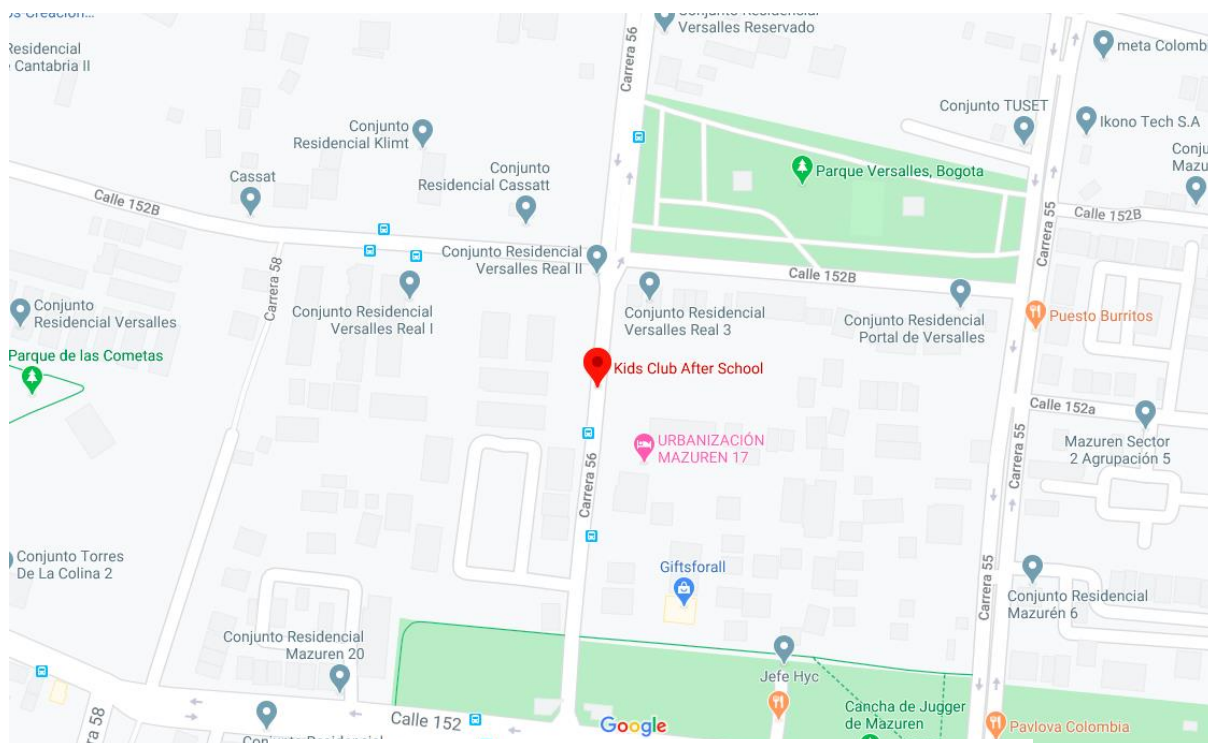 Conjunto Residencial
Versalles Reservado
Residencial
Cantabria II
Carrera 56
meta Colombi
Conjunto TUSET
Ikono Tech S.A
Conjunto
Residencial Klimt
Parque Versalles, Bogota
Conju
Mazu
Cassat
Conjunto
Residencial Cassatt
Calle 152B
Calle 152B
Carrera 55
Conjunto Residencial
Versalles Real II
Calle 152B
Carrera 58
Conjunto
Residencial Versalles
Conjunto Residencial
Versalles Real I
Conjunto Residencial
Versalles Real 3
Conjunto Residencial
Portal de Versalles
Puesto Burritos
Parque de las Cometas
Kids Club After School
Calle 152a
URBANIZACIÓN
MAZUREN 17
Mazuren Sector
2 Agrupación 5
Carrera 55
Carrera 56
Conjunto Torres
De La Colina 2
Giftsforall
Carrera 55
Conjunto Residencial
Mazurén 6
Conjunto Residencial
Mazuren 20
Jefe Hyc
Cancha de Jugger
de Mazuren
Calle 152
Google
Pavlova Colombia